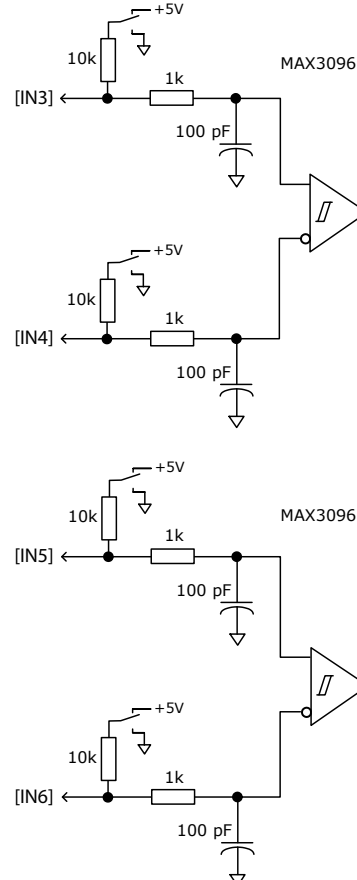 +5V
10k
MAX3096
1k
[IN3]
100 pF
+5V
10k
1k
[IN4]
100 pF
+5V
10k
MAX3096
1k
[IN5]
100 pF
+5V
10k
1k
[IN6]
100 pF